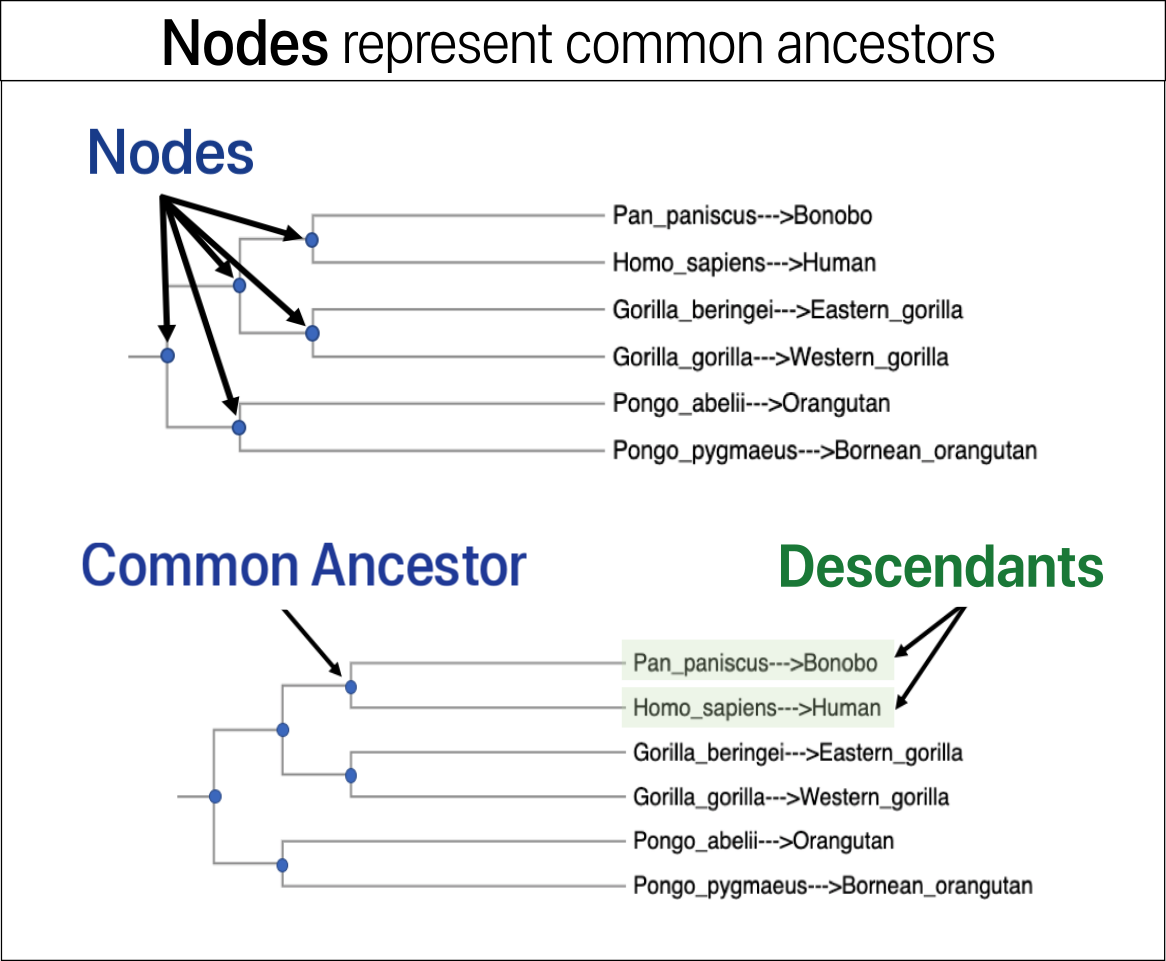 Nodes represent common ancestors
Nodes
Pan_paniscus--->Bonobo
Homo_sapiens--->Human
Gorilla_beringei--->Eastern_gorilla
Gorilla_gorilla--->Western_gorilla
Pongo_abelii--->Orangutan
Pongo_pygmaeus--->Bornean_orangutan
Common Ancestor
Descendants
Pan_paniscus--->Bonobo
Homo_sapiens--->Human
Gorilla_beringei--->Eastern_gorilla
Gorilla_gorilla--->Western_gorilla
Pongo_abelii--->Orangutan
Pongo_pygmaeus--->Bornean_orangutan